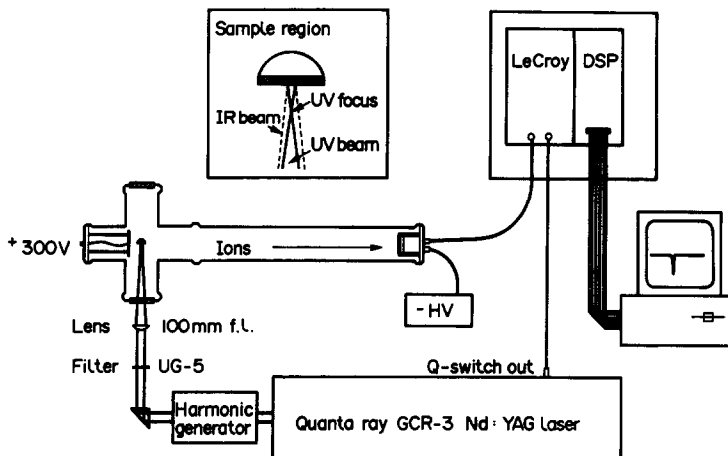 Sample region
UV focus
IR beam
UV beam
LeCroy DSP
+300V
Ions
-HV
Lens 100mm f.l.
Filter UG-5
Q-switch out
Harmonic
generator
Quanta ray GCR-3 Nd: YAG laser